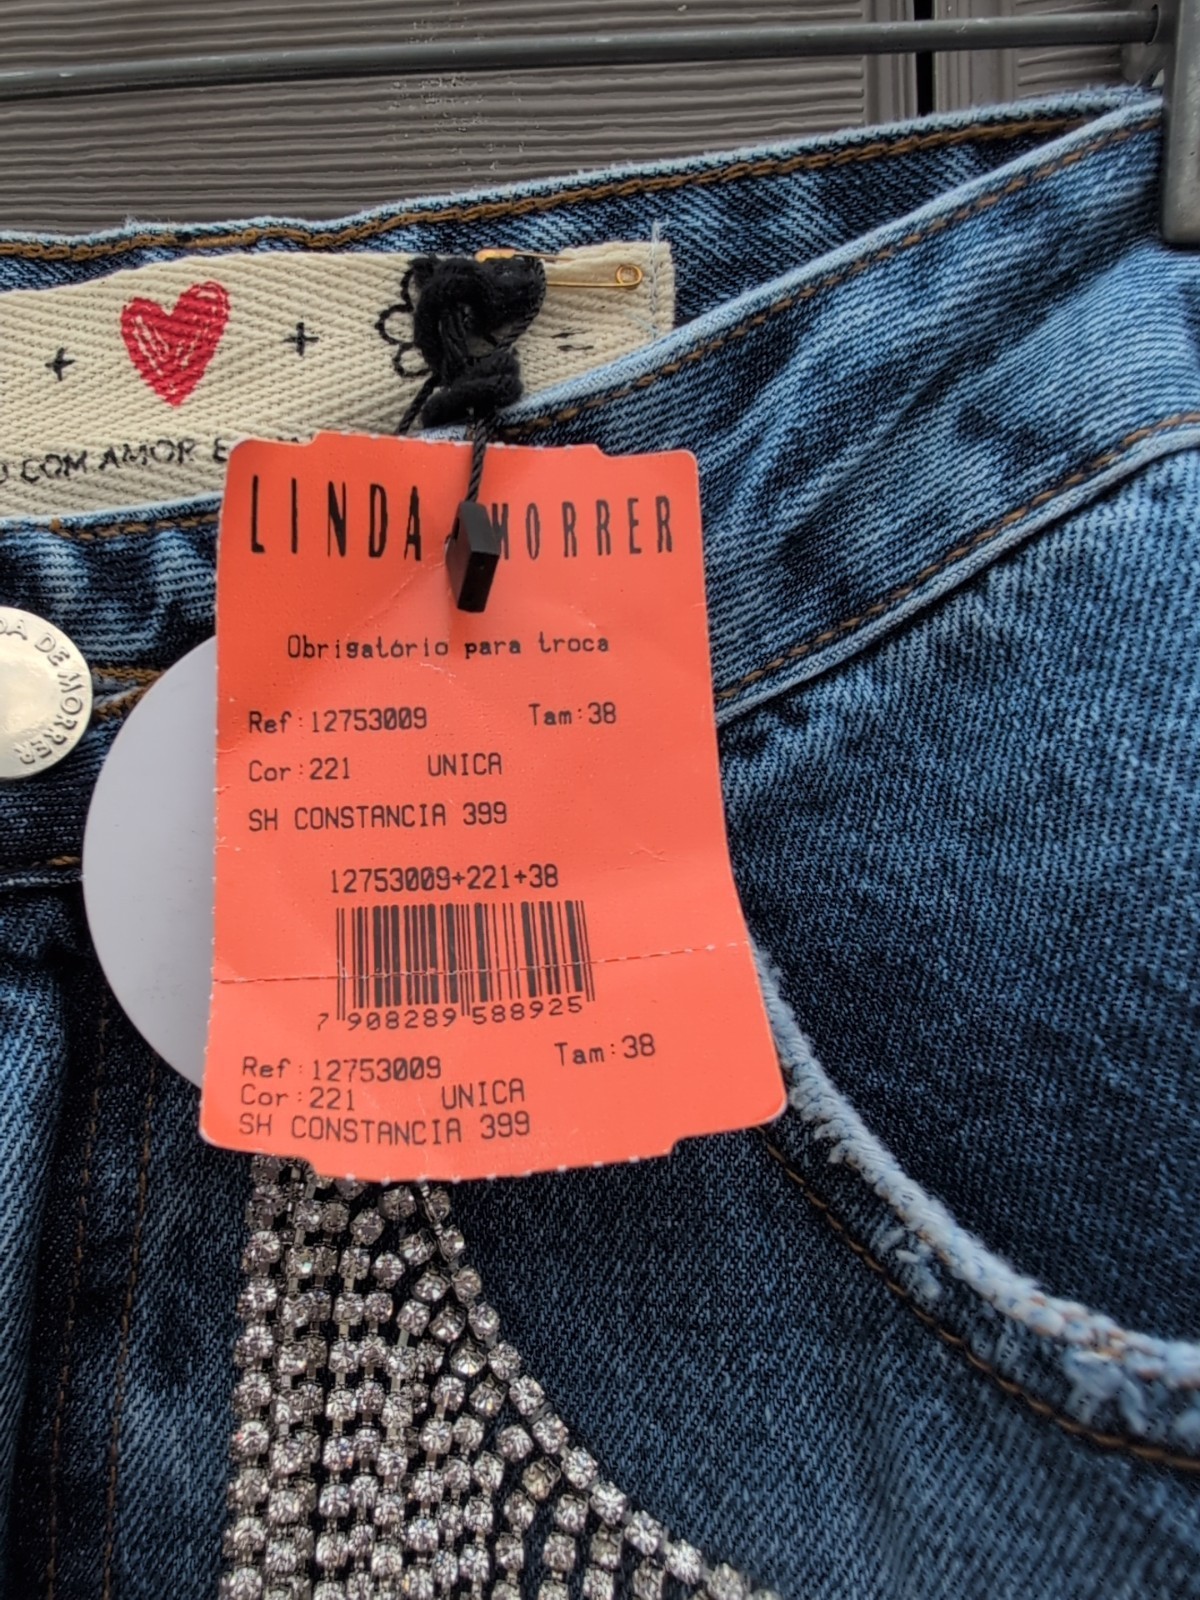 COM AMOR E
LINDA MORRER
DA DE MORRER
Obrigatório para troca
Ref:12753009 Tam:38
Cor:221 UNICA
SH CONSTANCIA 399
12753009+221+38
7 908289 588925
Ref:12753009 Tam:38
Cor:221 UNICA
SH CONSTANCIA 399